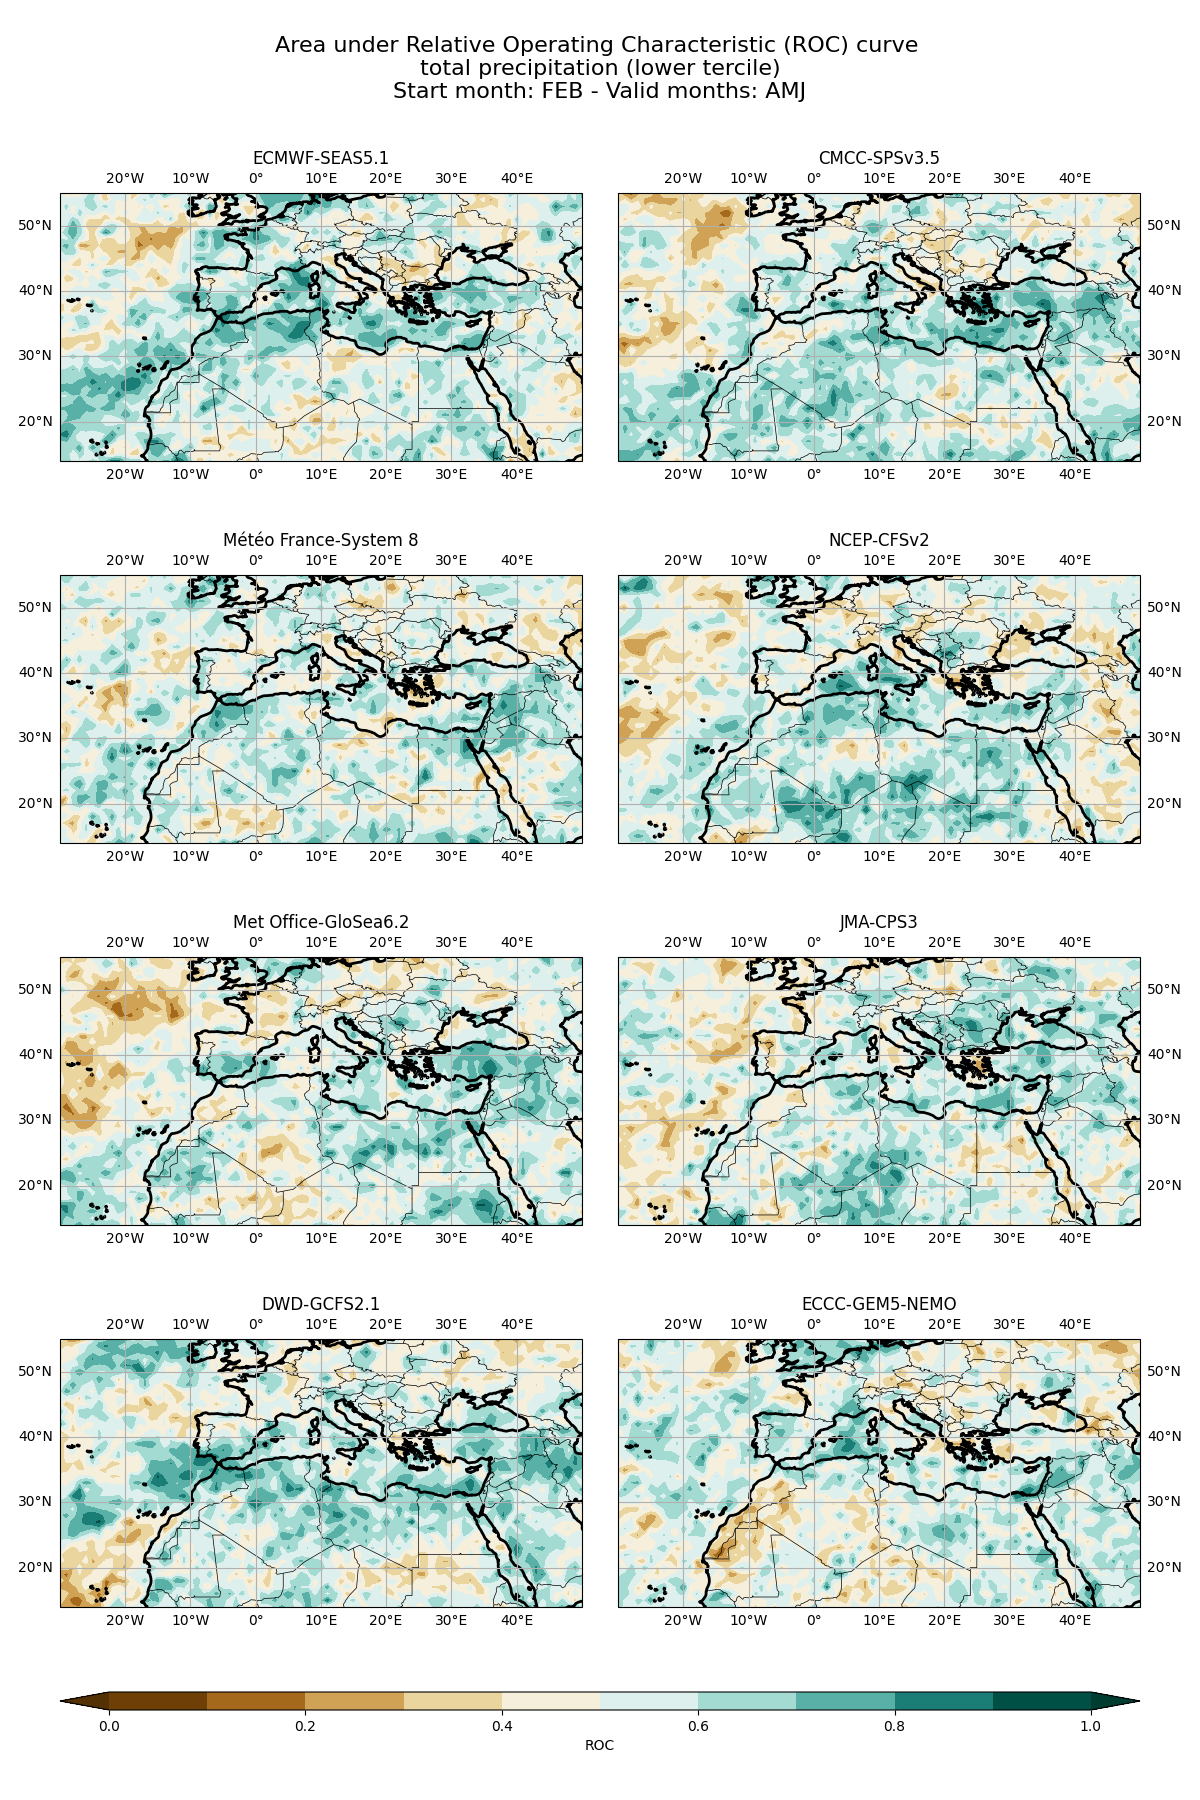 Area under Relative Operating Characteristic (ROC) curve
total precipitation (lower tercile)
Start month: FEB - Valid months: AMJ
ECMWF-SEAS5.1
20°W 10°W 0° 10°E 20°E 30°E 40°E
50°N
40°N
30°N
20°N
20°W 10°W 0° 10°E 20°E 30°E 40°E
CMCC-SPSv3.5
20°W 10°W 0° 10°E 20°E 30°E 40°E
50°N
40°N
30°N
20°N
20°W 10°W 0° 10°E 20°E 30°E 40°E
Météo France-System 8
20°W 10°W 0° 10°E 20°E 30°E 40°E
50°N
40°N
30°N
20°N
20°W 10°W 0° 10°E 20°E 30°E 40°E
NCEP-CFSv2
20°W 10°W 0° 10°E 20°E 30°E 40°E
50°N
40°N
30°N
20°N
20°W 10°W 0° 10°E 20°E 30°E 40°E
Met Office-GloSea6.2
20°W 10°W 0° 10°E 20°E 30°E 40°E
50°N
40°N
30°N
20°N
20°W 10°W 0° 10°E 20°E 30°E 40°E
JMA-CPS3
20°W 10°W 0° 10°E 20°E 30°E 40°E
50°N
40°N
30°N
20°N
20°W 10°W 0° 10°E 20°E 30°E 40°E
DWD-GCFS2.1
20°W 10°W 0° 10°E 20°E 30°E 40°E
50°N
40°N
30°N
20°N
20°W 10°W 0° 10°E 20°E 30°E 40°E
ECCC-GEM5-NEMO
20°W 10°W 0° 10°E 20°E 30°E 40°E
50°N
40°N
30°N
20°N
20°W 10°W 0° 10°E 20°E 30°E 40°E
0.0 0.2 0.4 0.6 0.8 1.0
ROC